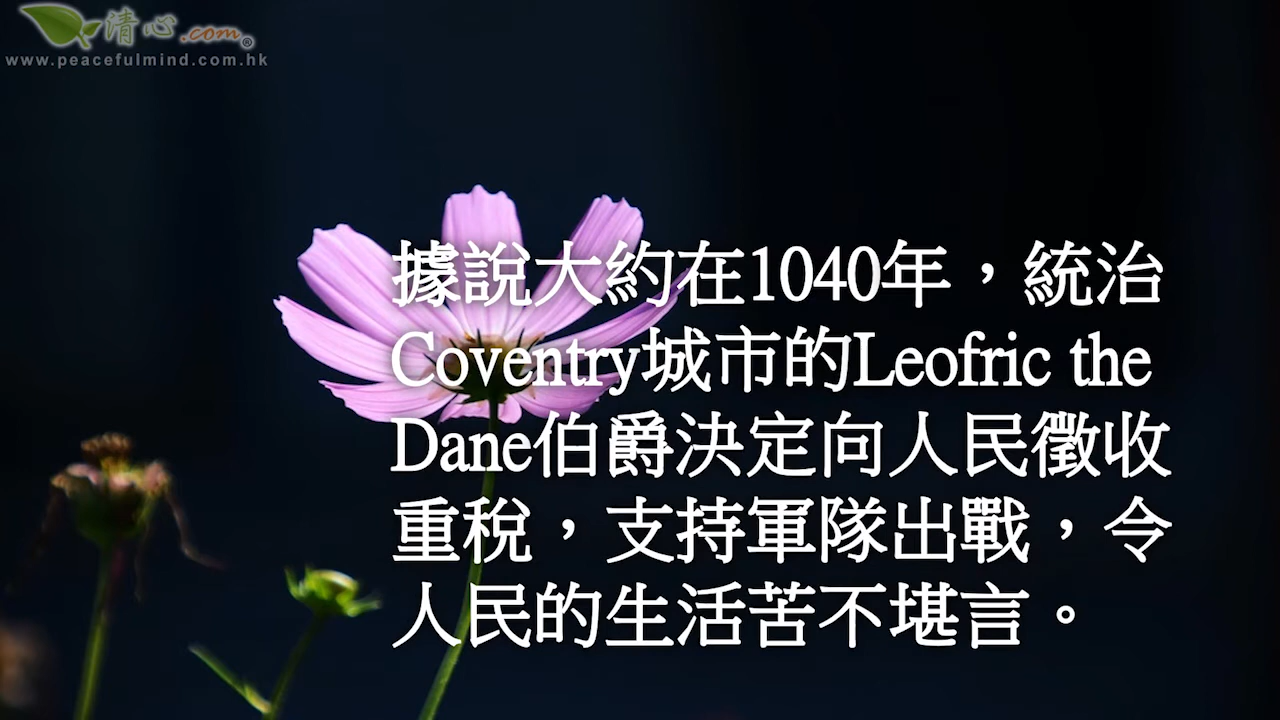 清心.com®
www.peacefulmind.com.hk
據說大約在1040年，統治
Coventry城市的Leofric the
Dane伯爵決定向人民徵收
重稅，支持軍隊出戰，令
人民的生活苦不堪言。